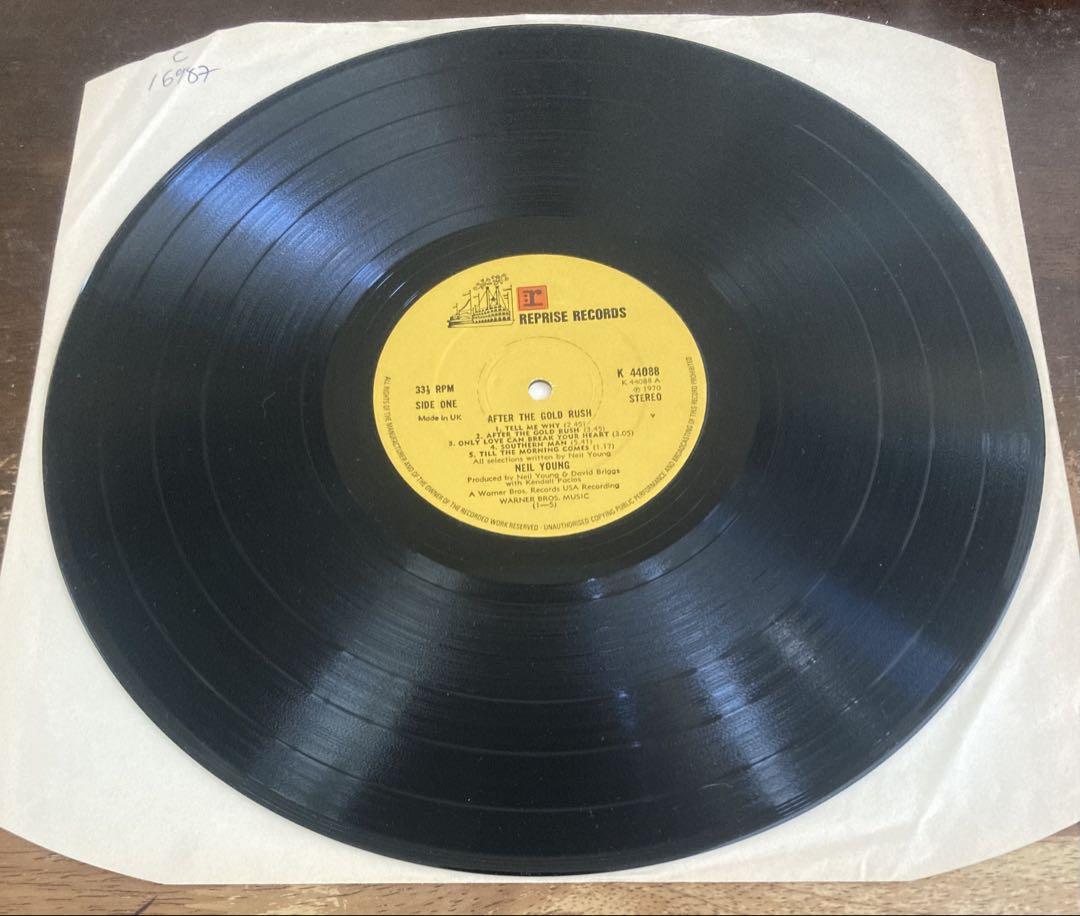 C
16987
r
REPRISE RECORDS
33⅓ RPM
SIDE ONE
Made in UK
K 44088
K 44088 A
℗ 1970
STEREO
AFTER THE GOLD RUSH
1. TELL ME WHY (2.45)
2. AFTER THE GOLD RUSH (3.45)
3. ONLY LOVE CAN BREAK YOUR HEART (3.05)
4. SOUTHERN MAN (5.41)
5. TILL THE MORNING COMES (1.17)
All selections written by Neil Young
NEIL YOUNG
Produced by Neil Young & David Briggs
with Kendall Pacios
A Warner Bros. Records USA Recording
WARNER BROS. MUSIC
(1—5)
ALL RIGHTS OF THE MANUFACTURER AND OF THE OWNER OF THE RECORDED WORK RESERVED · UNAUTHORISED COPYING PUBLIC PERFORMANCE AND BROADCASTING OF THIS RECORD PROHIBITED